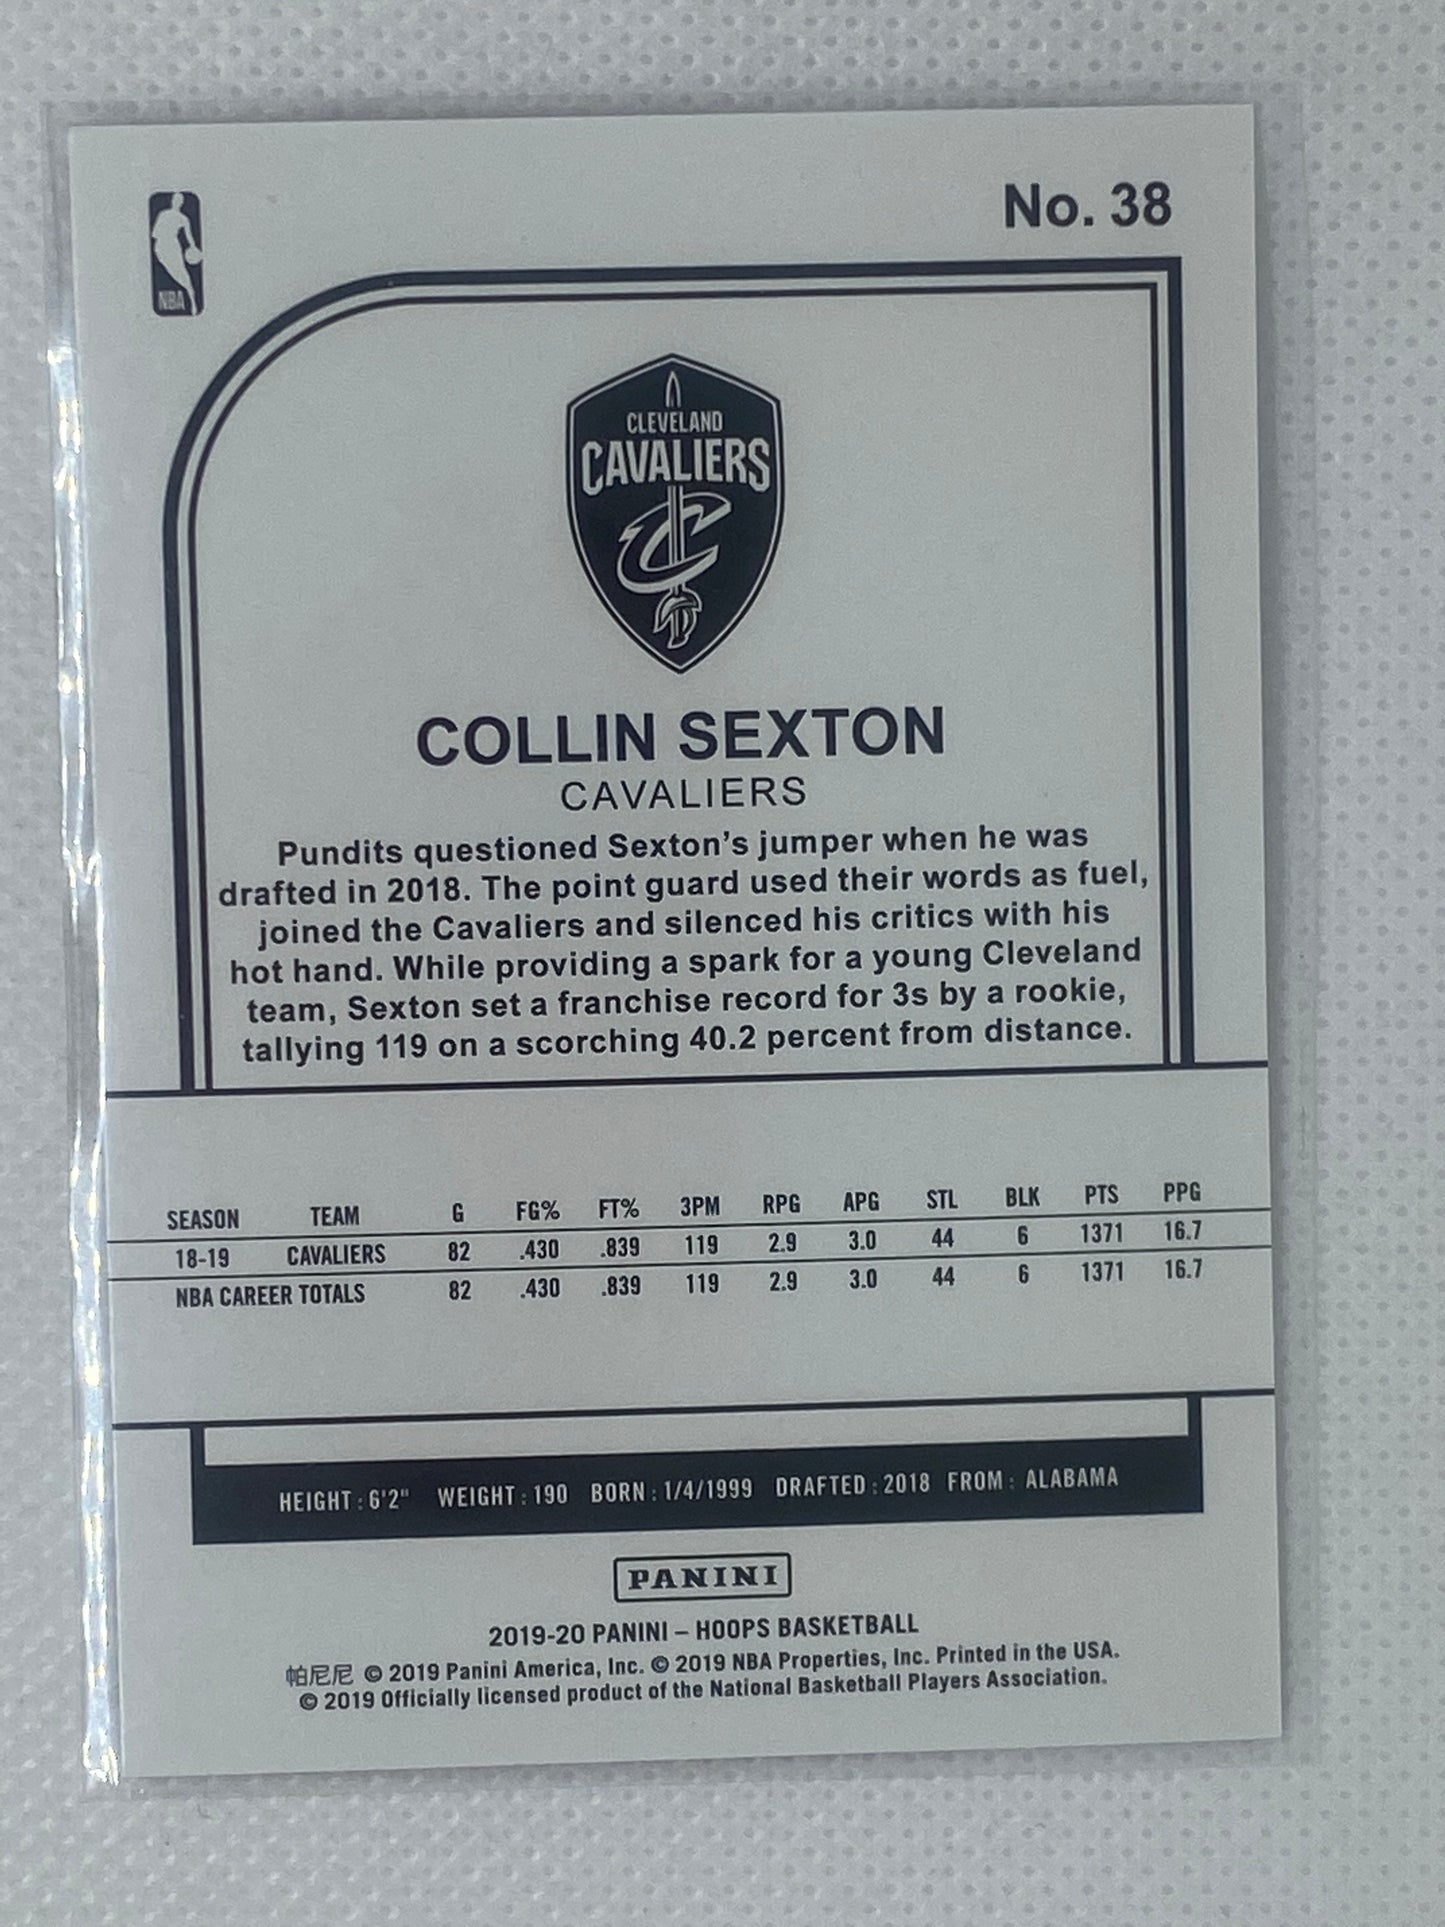 No. 38
NBA
CLEVELAND
CAVALIERS
C
COLLIN SEXTON
CAVALIERS
Pundits questioned Sexton's jumper when he was
drafted in 2018. The point guard used their words as fuel,
joined the Cavaliers and silenced his critics with his
hot hand. While providing a spark for a young Cleveland
team, Sexton set a franchise record for 3s by a rookie,
tallying 119 on a scorching 40.2 percent from distance.
SEASON TEAM G FG% FT% 3PM RPG APG STL BLK PTS PPG
18-19 CAVALIERS 82 .430 .839 119 2.9 3.0 44 6 1371 16.7
NBA CAREER TOTALS 82 .430 .839 119 2.9 3.0 44 6 1371 16.7
HEIGHT : 6'2" WEIGHT : 190 BORN : 1/4/1999 DRAFTED : 2018 FROM : ALABAMA
PANINI
2019-20 PANINI – HOOPS BASKETBALL
帕尼尼 © 2019 Panini America, Inc. © 2019 NBA Properties, Inc. Printed in the USA.
© 2019 Officially licensed product of the National Basketball Players Association.